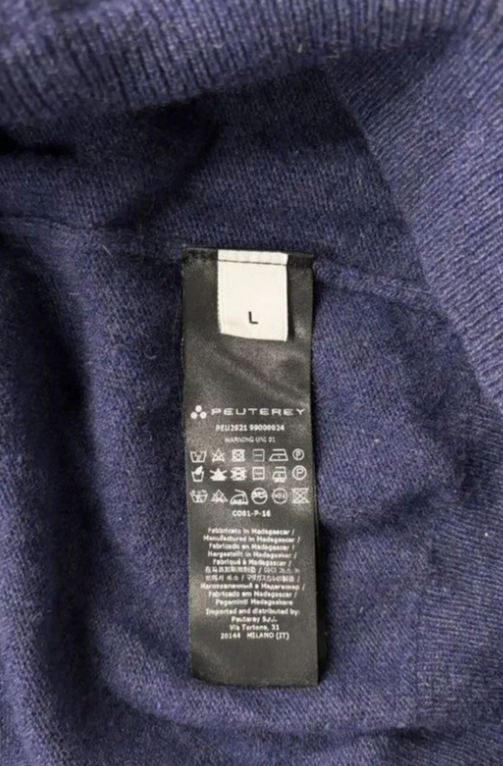 L
PEUTEREY
PEU2921 99000024
WARNING UNI 01
CO61-P-16
Fabbricato in Madagascar /
Manufactured in Madagascar /
Fabricado en Madagascar /
Hergestellt in Madagaskar /
Fabriqué à Madagascar /
Fabricado em Madagascar /
Imported and distributed by:
Peuterey S.r.l.
Via Tortona, 31
20144 MILANO (IT)